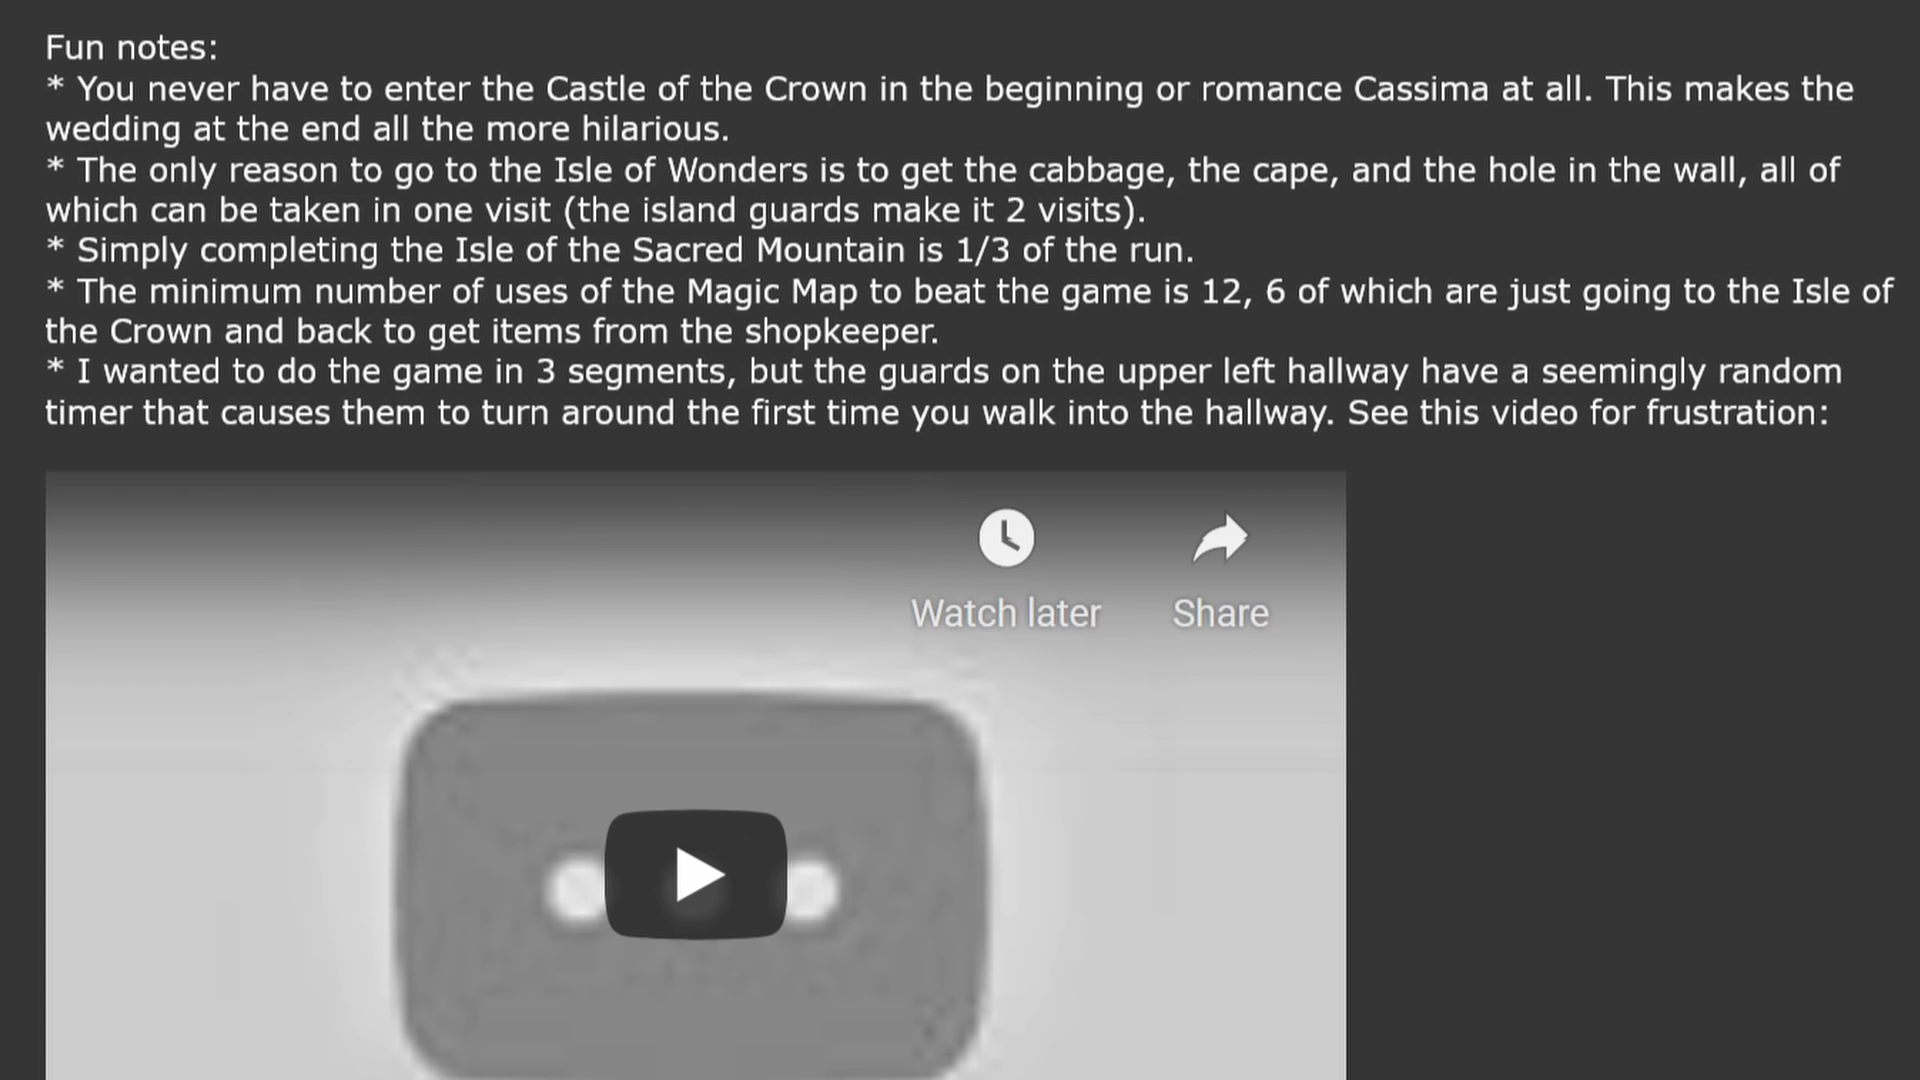 Fun notes:
* You never have to enter the Castle of the Crown in the beginning or romance Cassima at all. This makes the
wedding at the end all the more hilarious.
* The only reason to go to the Isle of Wonders is to get the cabbage, the cape, and the hole in the wall, all of
which can be taken in one visit (the island guards make it 2 visits).
* Simply completing the Isle of the Sacred Mountain is 1/3 of the run.
* The minimum number of uses of the Magic Map to beat the game is 12, 6 of which are just going to the Isle of
the Crown and back to get items from the shopkeeper.
* I wanted to do the game in 3 segments, but the guards on the upper left hallway have a seemingly random
timer that causes them to turn around the first time you walk into the hallway. See this video for frustration:
Watch later Share